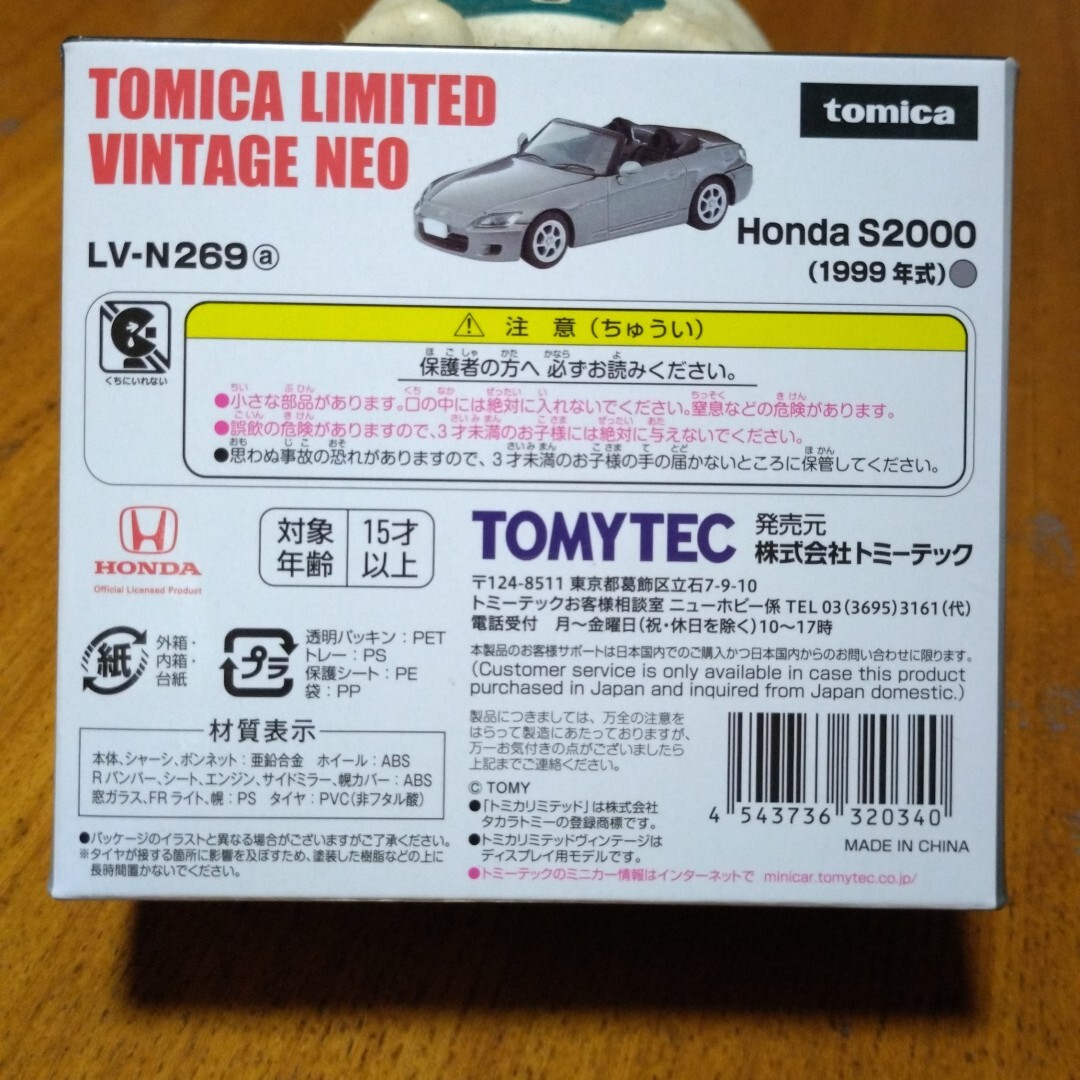 TOMICA LIMITED
VINTAGE NEO
tomica
LV-N269ⓐ
Honda S2000
(1999年式)
くちにいれない
⚠ 注 意(ちゅうい)
保護者の方へ 必ずお読みください。
●小さな部品があります。口の中には絶対に入れないでください。窒息などの危険があります。
●誤飲の危険がありますので、3才未満のお子様には絶対に与えないでください。
●思わぬ事故の恐れがありますので、3才未満のお子様の手の届かないところに保管してください。
HONDA
Official Licensed Product
対象年齢
15才以上
TOMYTEC
発売元
株式会社トミーテック
〒124-8511 東京都葛飾区立石7-9-10
トミーテックお客様相談室 ニューホビー係 TEL 03(3695)3161(代)
電話受付 月〜金曜日(祝・休日を除く)10〜17時
本製品のお客様サポートは日本国内でのご購入かつ日本国内からのお問い合わせに限ります。
(Customer service is only available in case this product
purchased in Japan and inquired from Japan domestic.)
紙
外箱・
内箱・
台紙
プラ
透明パッキン:PET
トレー:PS
保護シート:PE
袋:PP
材質表示
本体、シャーシ、ボンネット:亜鉛合金 ホイール:ABS
Rバンパー、シート、エンジン、サイドミラー、幌カバー:ABS
窓ガラス、FRライト、幌:PS タイヤ:PVC(非フタル酸)
●パッケージのイラストと異なる場合がございますがご了承ください。
※タイヤが接する箇所に影響を及ぼすため、塗装した樹脂などの上に
長時間置かないでください。
製品につきましては、万全の注意を
はらって製造にあたっておりますが、
万一お気付きの点がございましたら
上記までご連絡ください。
© TOMY
●「トミカリミテッド」は株式会社
タカラトミーの登録商標です。
●トミカリミテッドヴィンテージは
ディスプレイ用モデルです。
●トミーテックのミニカー情報はインターネットで minicar.tomytec.co.jp/
4 543736 320340
MADE IN CHINA